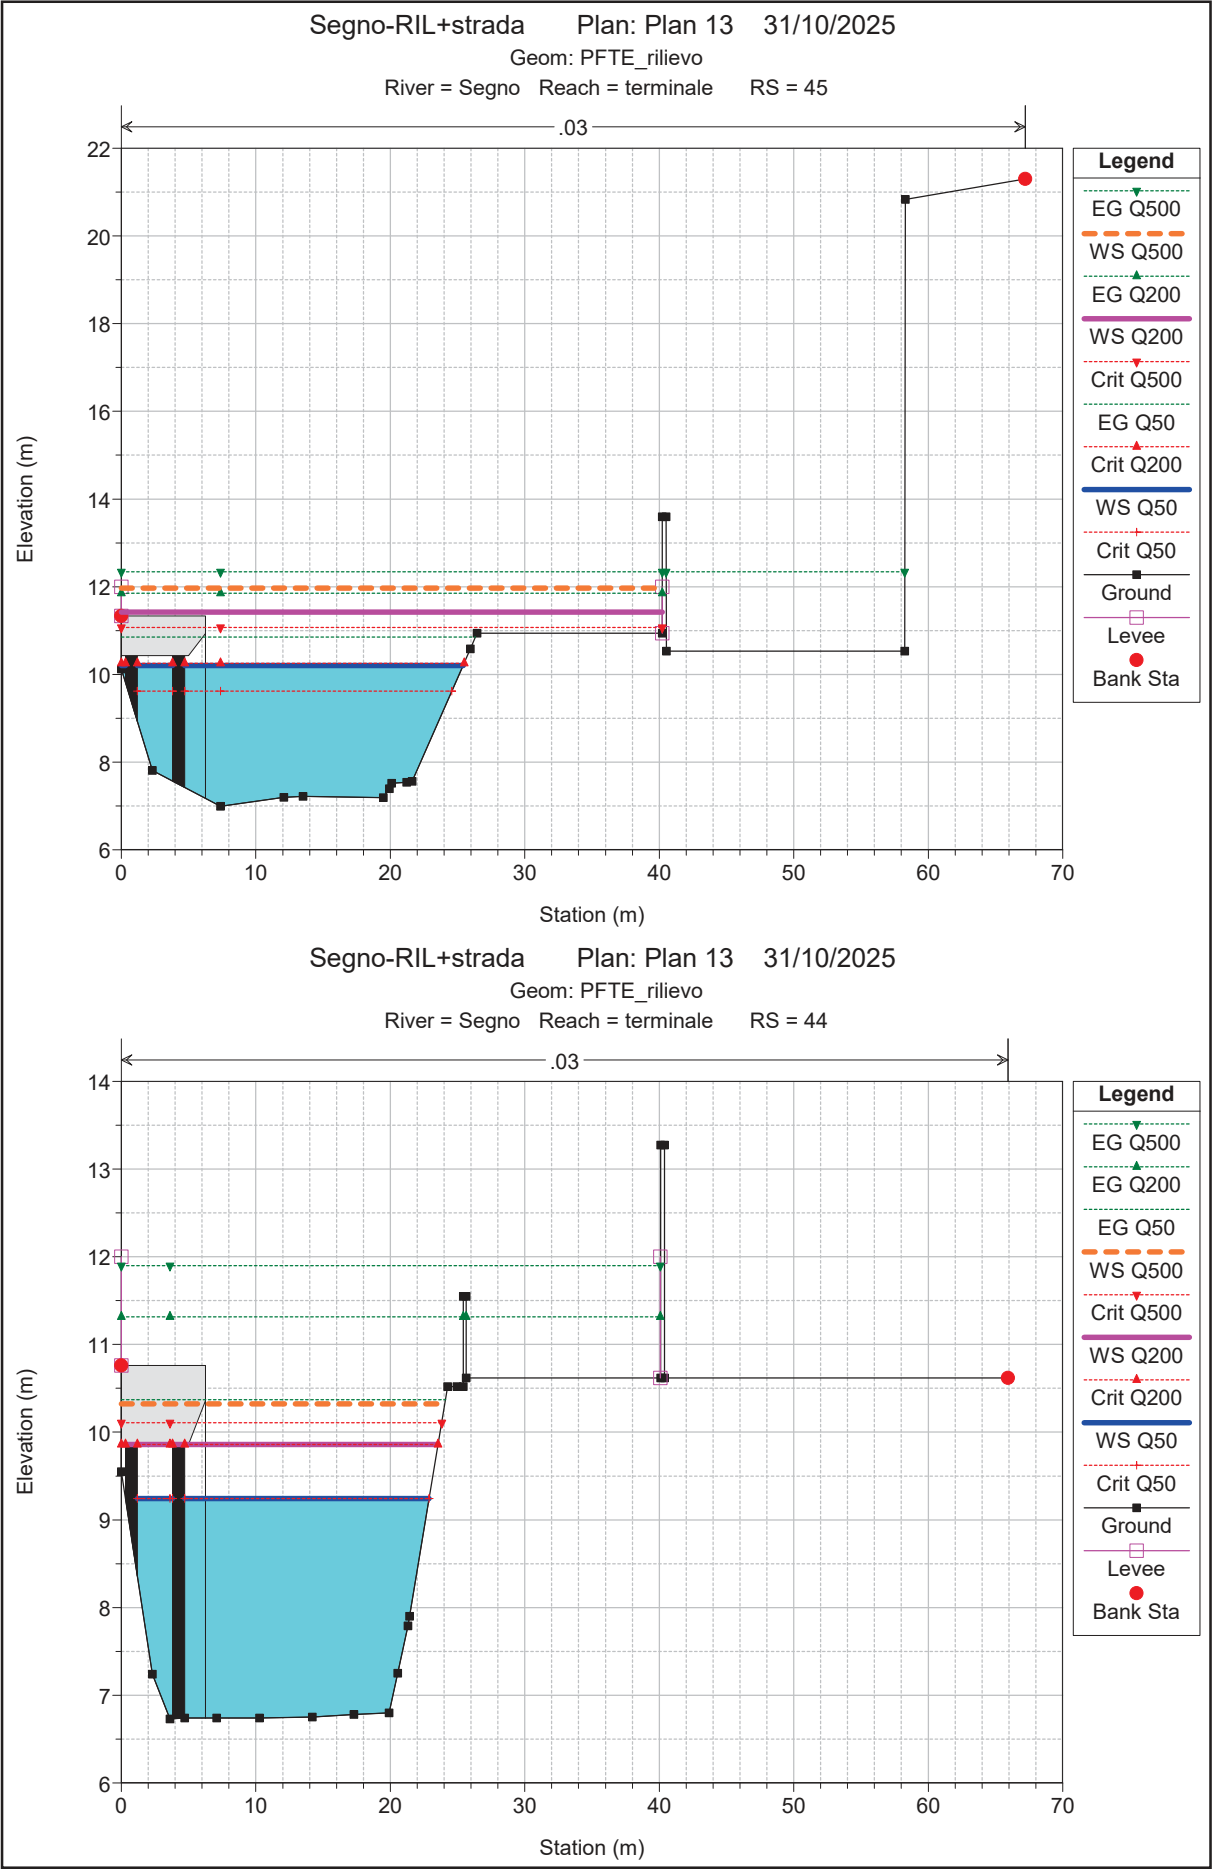 Segno-RIL+strada Plan: Plan 13 31/10/2025
Geom: PFTE_rilievo
River = Segno Reach = terminale RS = 45
.03
22
20
18
16
14
12
10
8
6
Elevation (m)
0 10 20 30 40 50 60 70
Station (m)
Legend
EG Q500
WS Q500
EG Q200
WS Q200
Crit Q500
EG Q50
Crit Q200
WS Q50
Crit Q50
Ground
Levee
Bank Sta
Segno-RIL+strada Plan: Plan 13 31/10/2025
Geom: PFTE_rilievo
River = Segno Reach = terminale RS = 44
.03
14
13
12
11
10
9
8
7
6
Elevation (m)
0 10 20 30 40 50 60 70
Station (m)
Legend
EG Q500
EG Q200
EG Q50
WS Q500
Crit Q500
WS Q200
Crit Q200
WS Q50
Crit Q50
Ground
Levee
Bank Sta